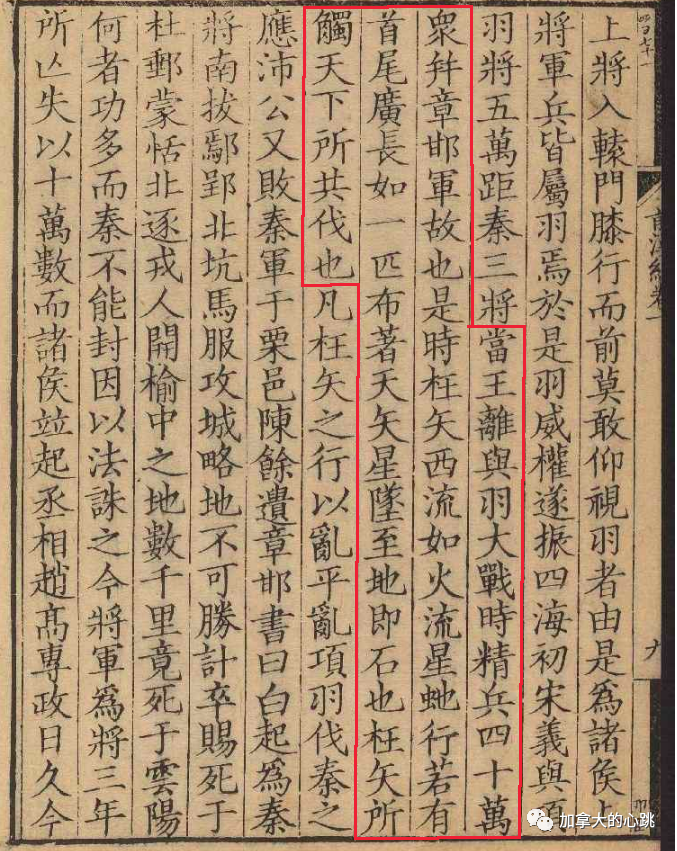 上將入轅門膝行而前莫敢仰視羽者由是爲諸侯上
將軍兵皆屬羽焉於是羽威權遂振四海初宋義與項
羽將五萬距秦三將當王離與羽大戰時精兵四十萬
衆幷章邯軍故也是時枉矢西流如火流星虵行若有
首尾廣長如一匹布著天矢星墜至地即石也枉矢所
觸天下所共伐也凡枉矢之行以亂平亂項羽伐秦之
應沛公又敗秦軍于栗邑陳餘遺章邯書曰白起爲秦
將南拔鄢郢北坑馬服攻城略地不可勝計卒賜死于
杜郵蒙恬北逐戎人開榆中之地數千里竟死于雲陽
何者功多而秦不能封因以法誅之今將軍爲將三年
所亾失以十萬數而諸侯竝起丞相趙髙專政日久今
九
加拿大的心跳